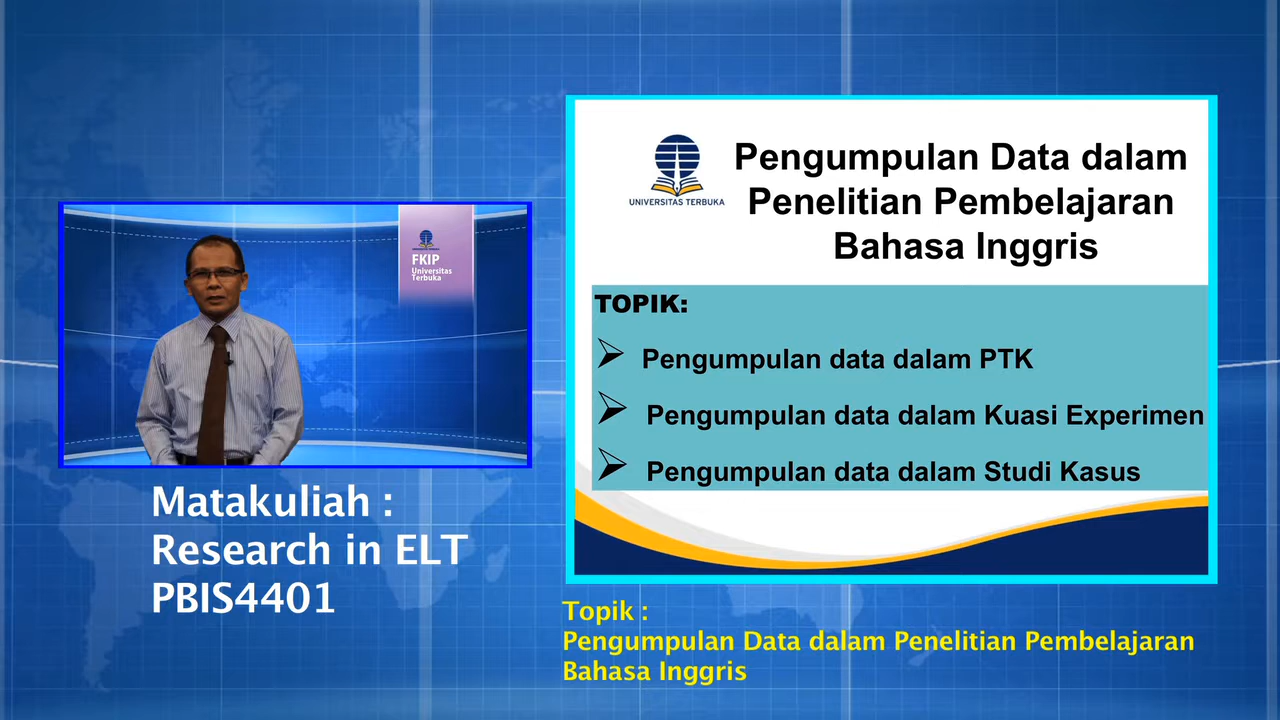 FKIP
Universitas
Terbuka
Matakuliah :
Research in ELT
PBIS4401
UNIVERSITAS TERBUKA
Pengumpulan Data dalam
Penelitian Pembelajaran
Bahasa Inggris
TOPIK:
Pengumpulan data dalam PTK
Pengumpulan data dalam Kuasi Experimen
Pengumpulan data dalam Studi Kasus
Topik :
Pengumpulan Data dalam Penelitian Pembelajaran
Bahasa Inggris